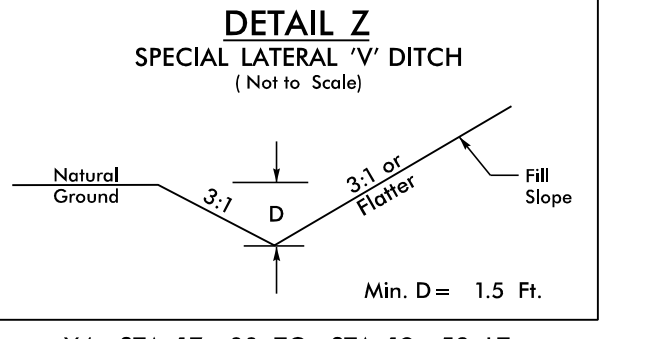 DETAIL Z
SPECIAL LATERAL 'V' DITCH
( Not to Scale)
Natural
Ground
3:1
D
3:1 or
Flatter
Fill
Slope
Min. D = 1.5 Ft.